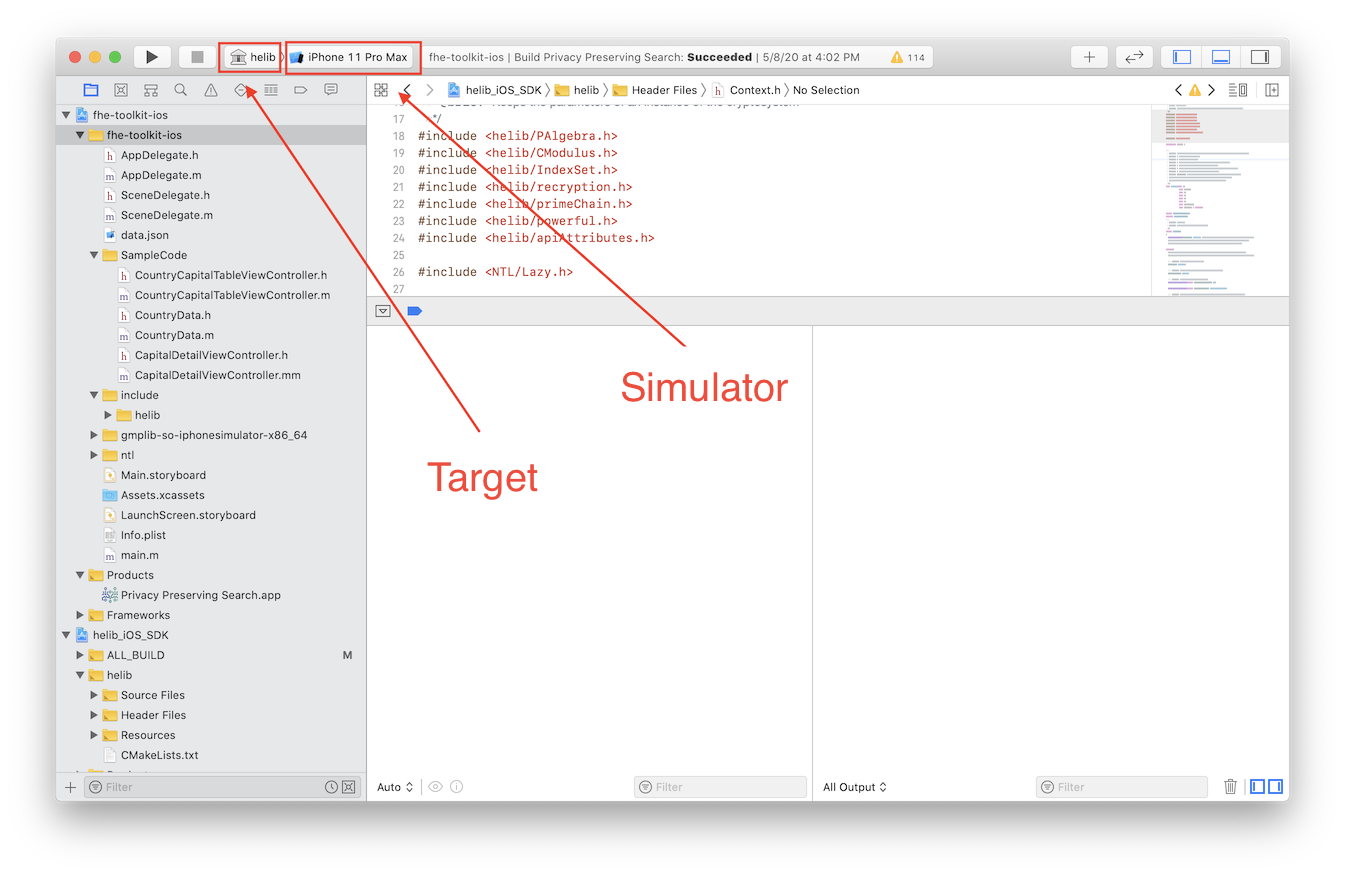 helib
iPhone 11 Pro Max
fhe-toolkit-ios | Build Privacy Preserving Search: Succeeded | 5/8/20 at 4:02 PM
114
helib_iOS_SDK
helib
Header Files
h Context.h
No Selection
fhe-toolkit-ios
fhe-toolkit-ios
h AppDelegate.h
m AppDelegate.m
h SceneDelegate.h
m SceneDelegate.m
data.json
SampleCode
h CountryCapitalTableViewController.h
m CountryCapitalTableViewController.m
h CountryData.h
m CountryData.m
h CapitalDetailViewController.h
m CapitalDetailViewController.mm
include
helib
gmplib-so-iphonesimulator-x86_64
ntl
Main.storyboard
Assets.xcassets
LaunchScreen.storyboard
Info.plist
m main.m
Products
Privacy Preserving Search.app
Frameworks
helib_iOS_SDK
ALL_BUILD M
helib
Source Files
Header Files
Resources
CMakeLists.txt
Filter
17 */
18 #include <helib/PAlgebra.h>
19 #include <helib/CModulus.h>
20 #include <helib/IndexSet.h>
21 #include <helib/recryption.h>
22 #include <helib/primeChain.h>
23 #include <helib/powerful.h>
24 #include <helib/apiAttributes.h>
25
26 #include <NTL/Lazy.h>
27
Simulator
Target
Auto
Filter
All Output
Filter